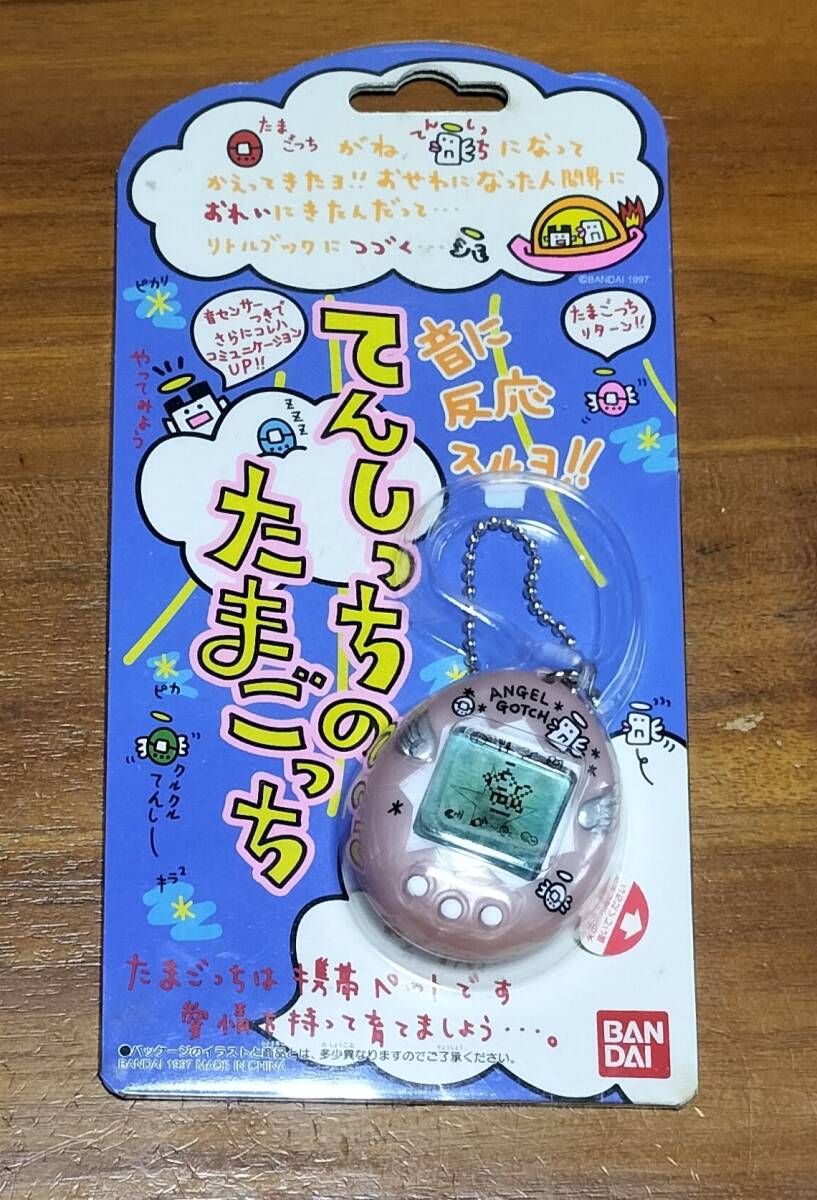 たまごっち がね てんしっち になって
かえってきたヨ!! おせわになった人間界に
おれいにきたんだって…
リトルブックにつづく…
©BANDAI 1997
ピカリ
音センサー
つきで
さらにコレハ
コミュニケーション
UP!!
たまごっち
リターン!!
やってみよう
zzz
音に
反応
スルヨ!!
てんしっちの
たまごっち
ANGEL
GOTCH
ピカ
クルクル
てんしー
キラ2
たまごっちは携帯ペットです
愛情を持って育てましょう…。
●パッケージのイラストと商品とは、多少異なりますのでご了承ください。
BANDAI 1997 MADE IN CHINA
BAN
DAI